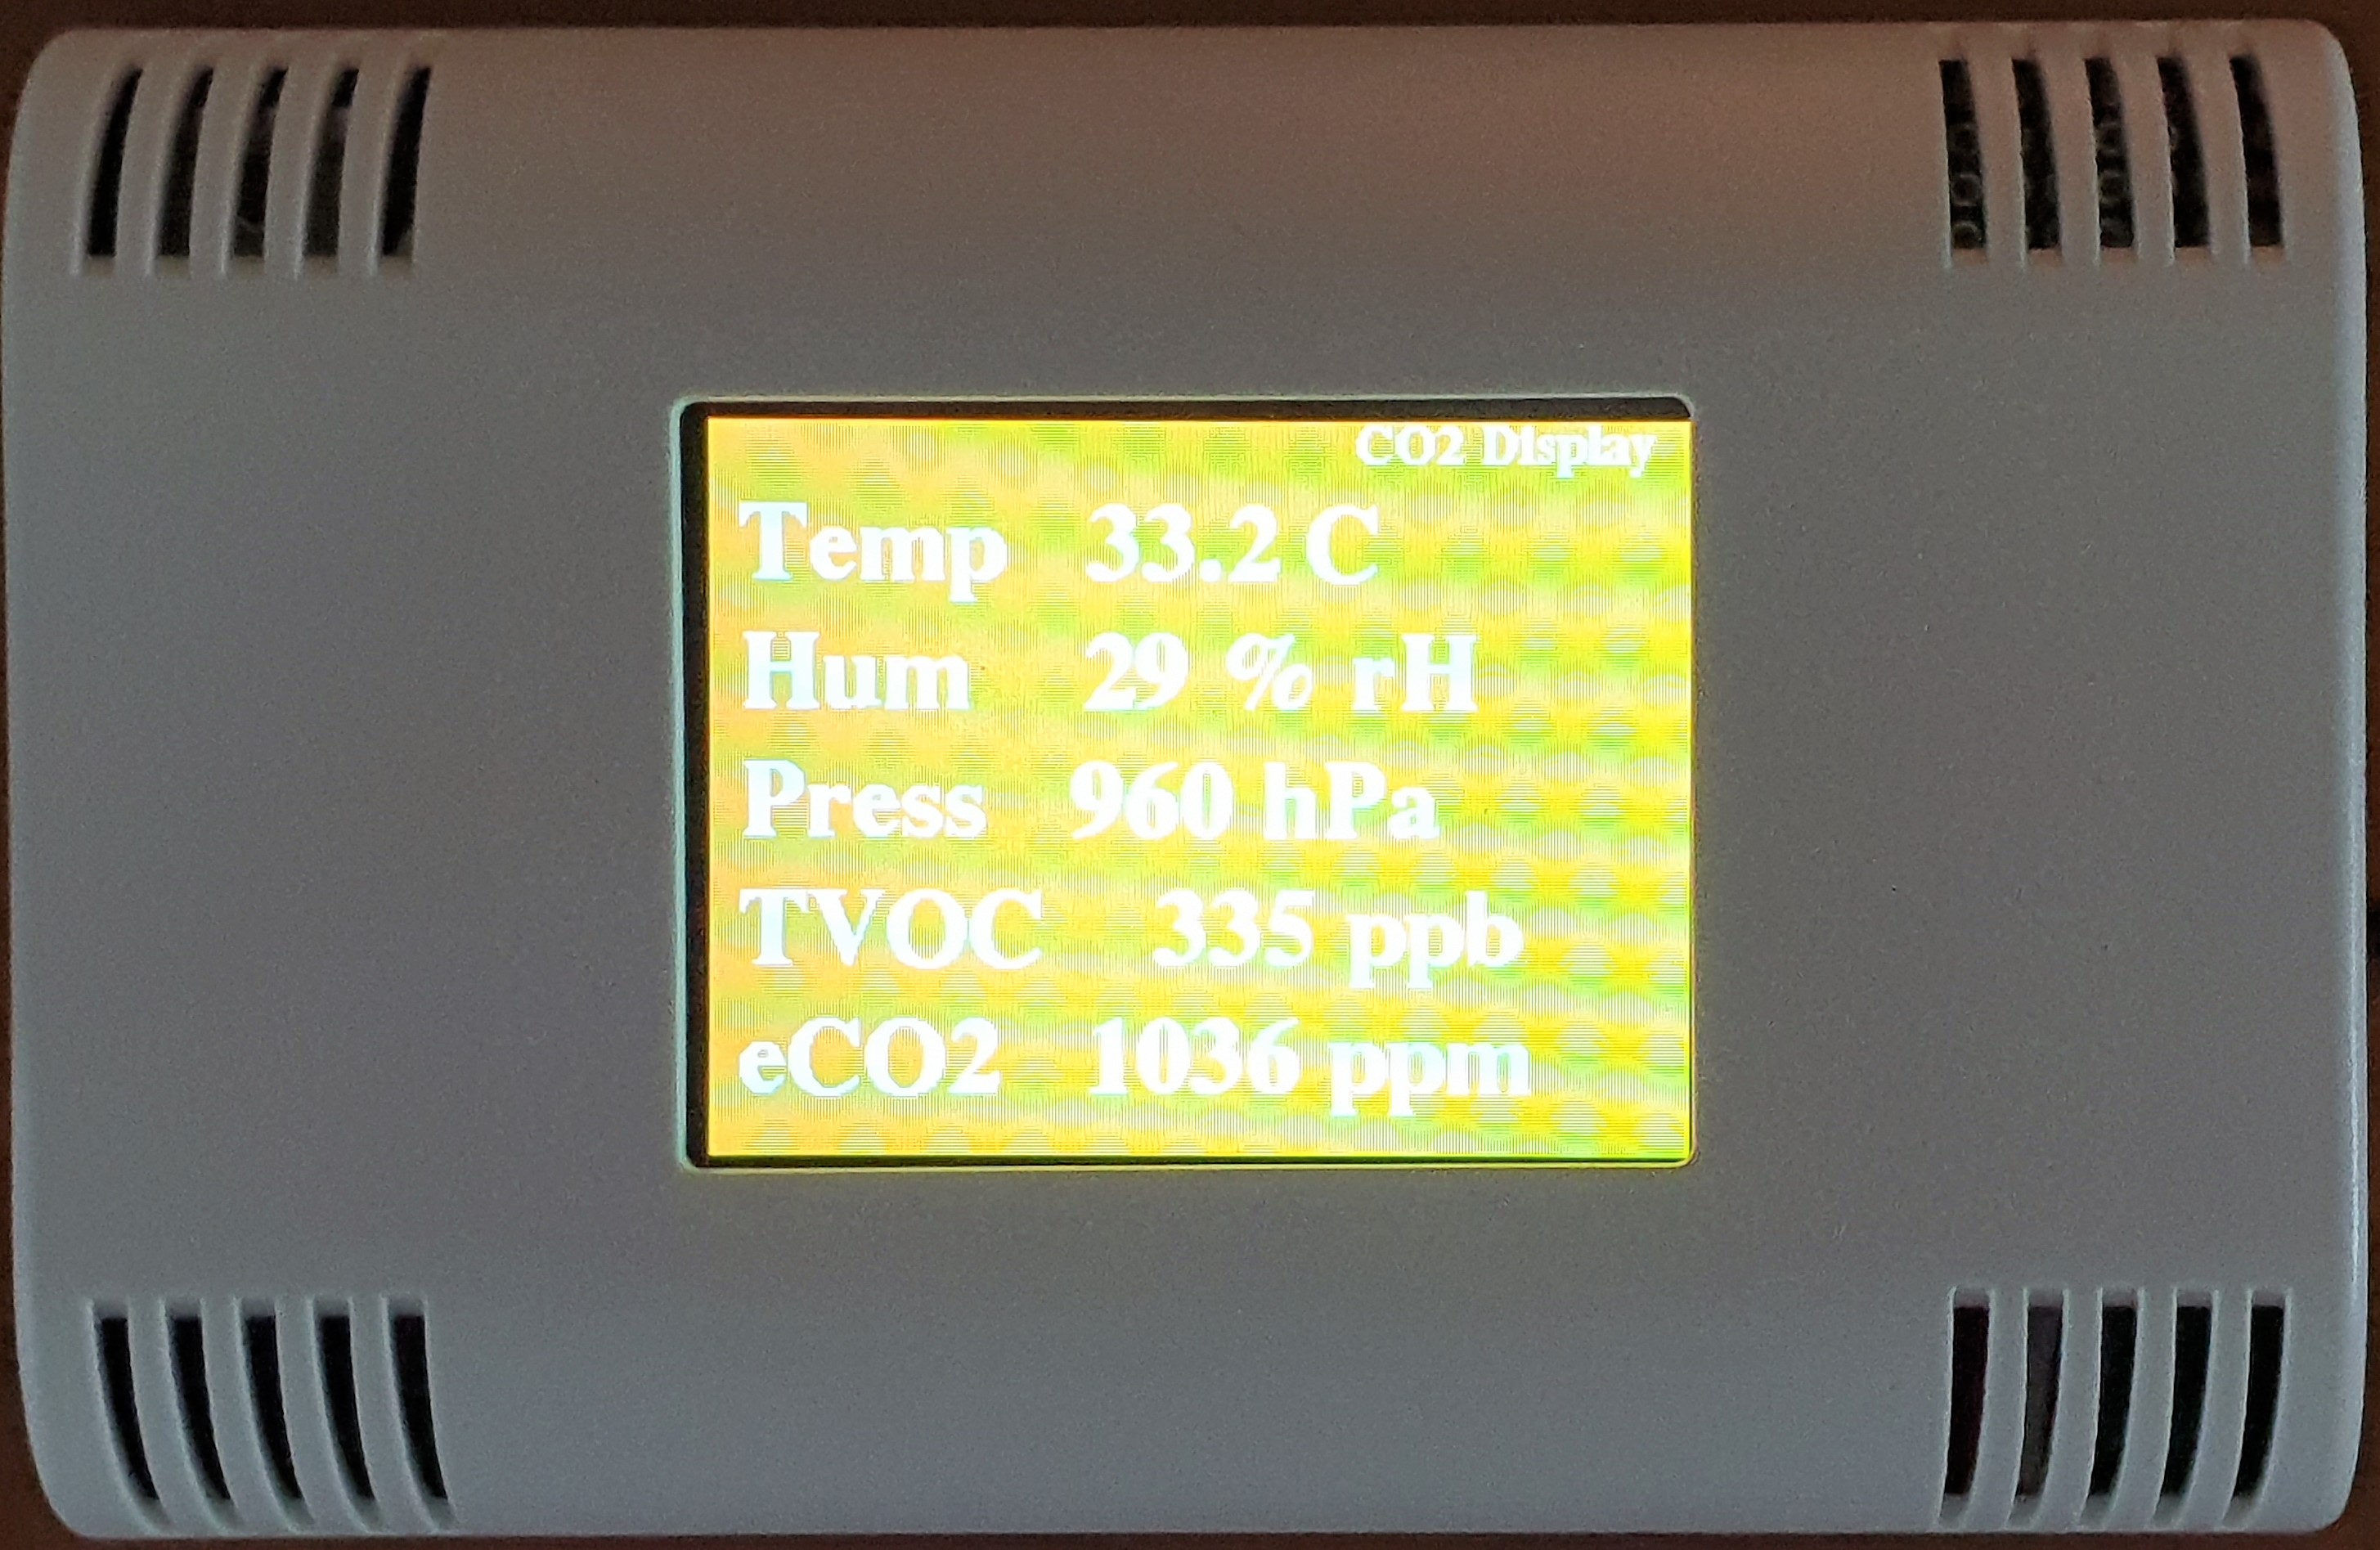 CO2 Display
Temp 33.2 C
Hum 29 % rH
Press 960 hPa
TVOC 335 ppb
eCO2 1036 ppm